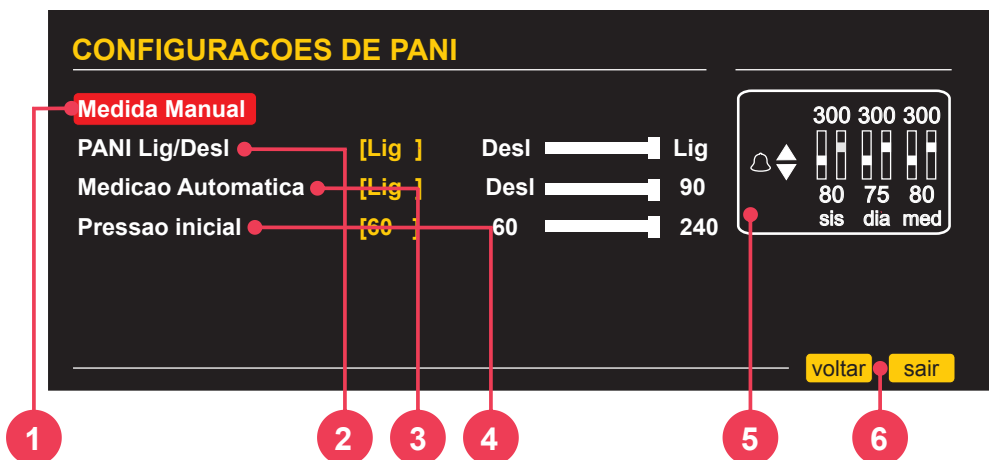 CONFIGURACOES DE PANI
Medida Manual
PANI Lig/Desl [Lig ] Desl Lig
Medicao Automatica [Lig ] Desl 90
Pressao inicial [60 ] 60 240
300 300 300
80 75 80
sis dia med
voltar sair
1 2 3 4 5 6